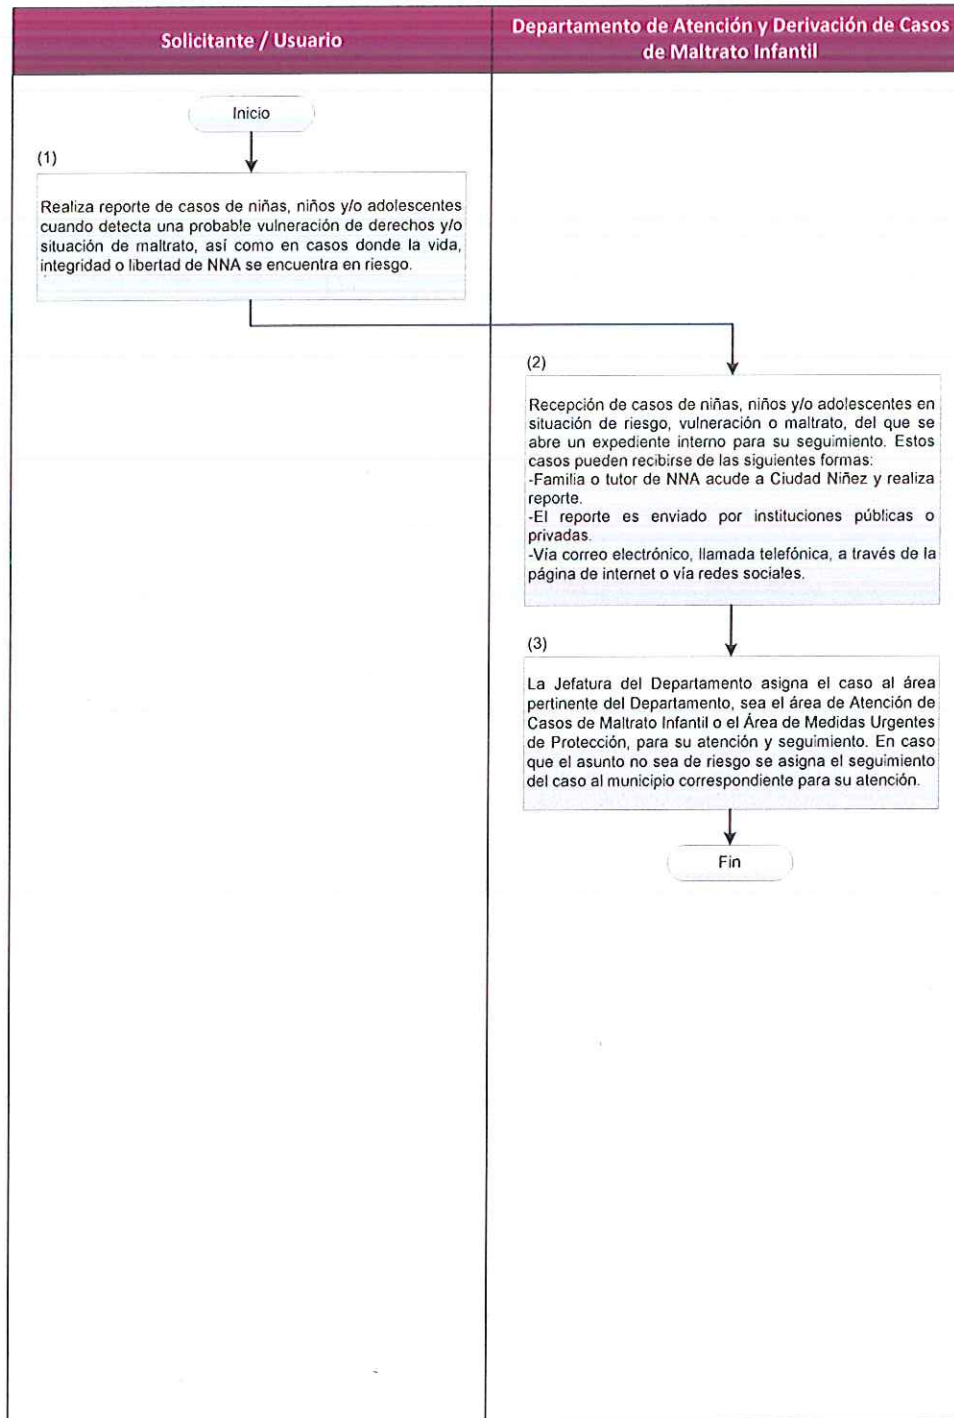 Solicitante / Usuario
Departamento de Atención y Derivación de Casos
de Maltrato Infantil
Inicio
(1)
Realiza reporte de casos de niñas, niños y/o adolescentes
cuando detecta una probable vulneración de derechos y/o
situación de maltrato, así como en casos donde la vida,
integridad o libertad de NNA se encuentra en riesgo.
(2)
Recepción de casos de niñas, niños y/o adolescentes en
situación de riesgo, vulneración o maltrato, del que se
abre un expediente interno para su seguimiento. Estos
casos pueden recibirse de las siguientes formas:
-Familia o tutor de NNA acude a Ciudad Niñez y realiza
reporte.
-El reporte es enviado por instituciones públicas o
privadas.
-Vía correo electrónico, llamada telefónica, a través de la
página de internet o vía redes sociales.
(3)
La Jefatura del Departamento asigna el caso al área
pertinente del Departamento, sea el área de Atención de
Casos de Maltrato Infantil o el Área de Medidas Urgentes
de Protección, para su atención y seguimiento. En caso
que el asunto no sea de riesgo se asigna el seguimiento
del caso al municipio correspondiente para su atención.
Fin